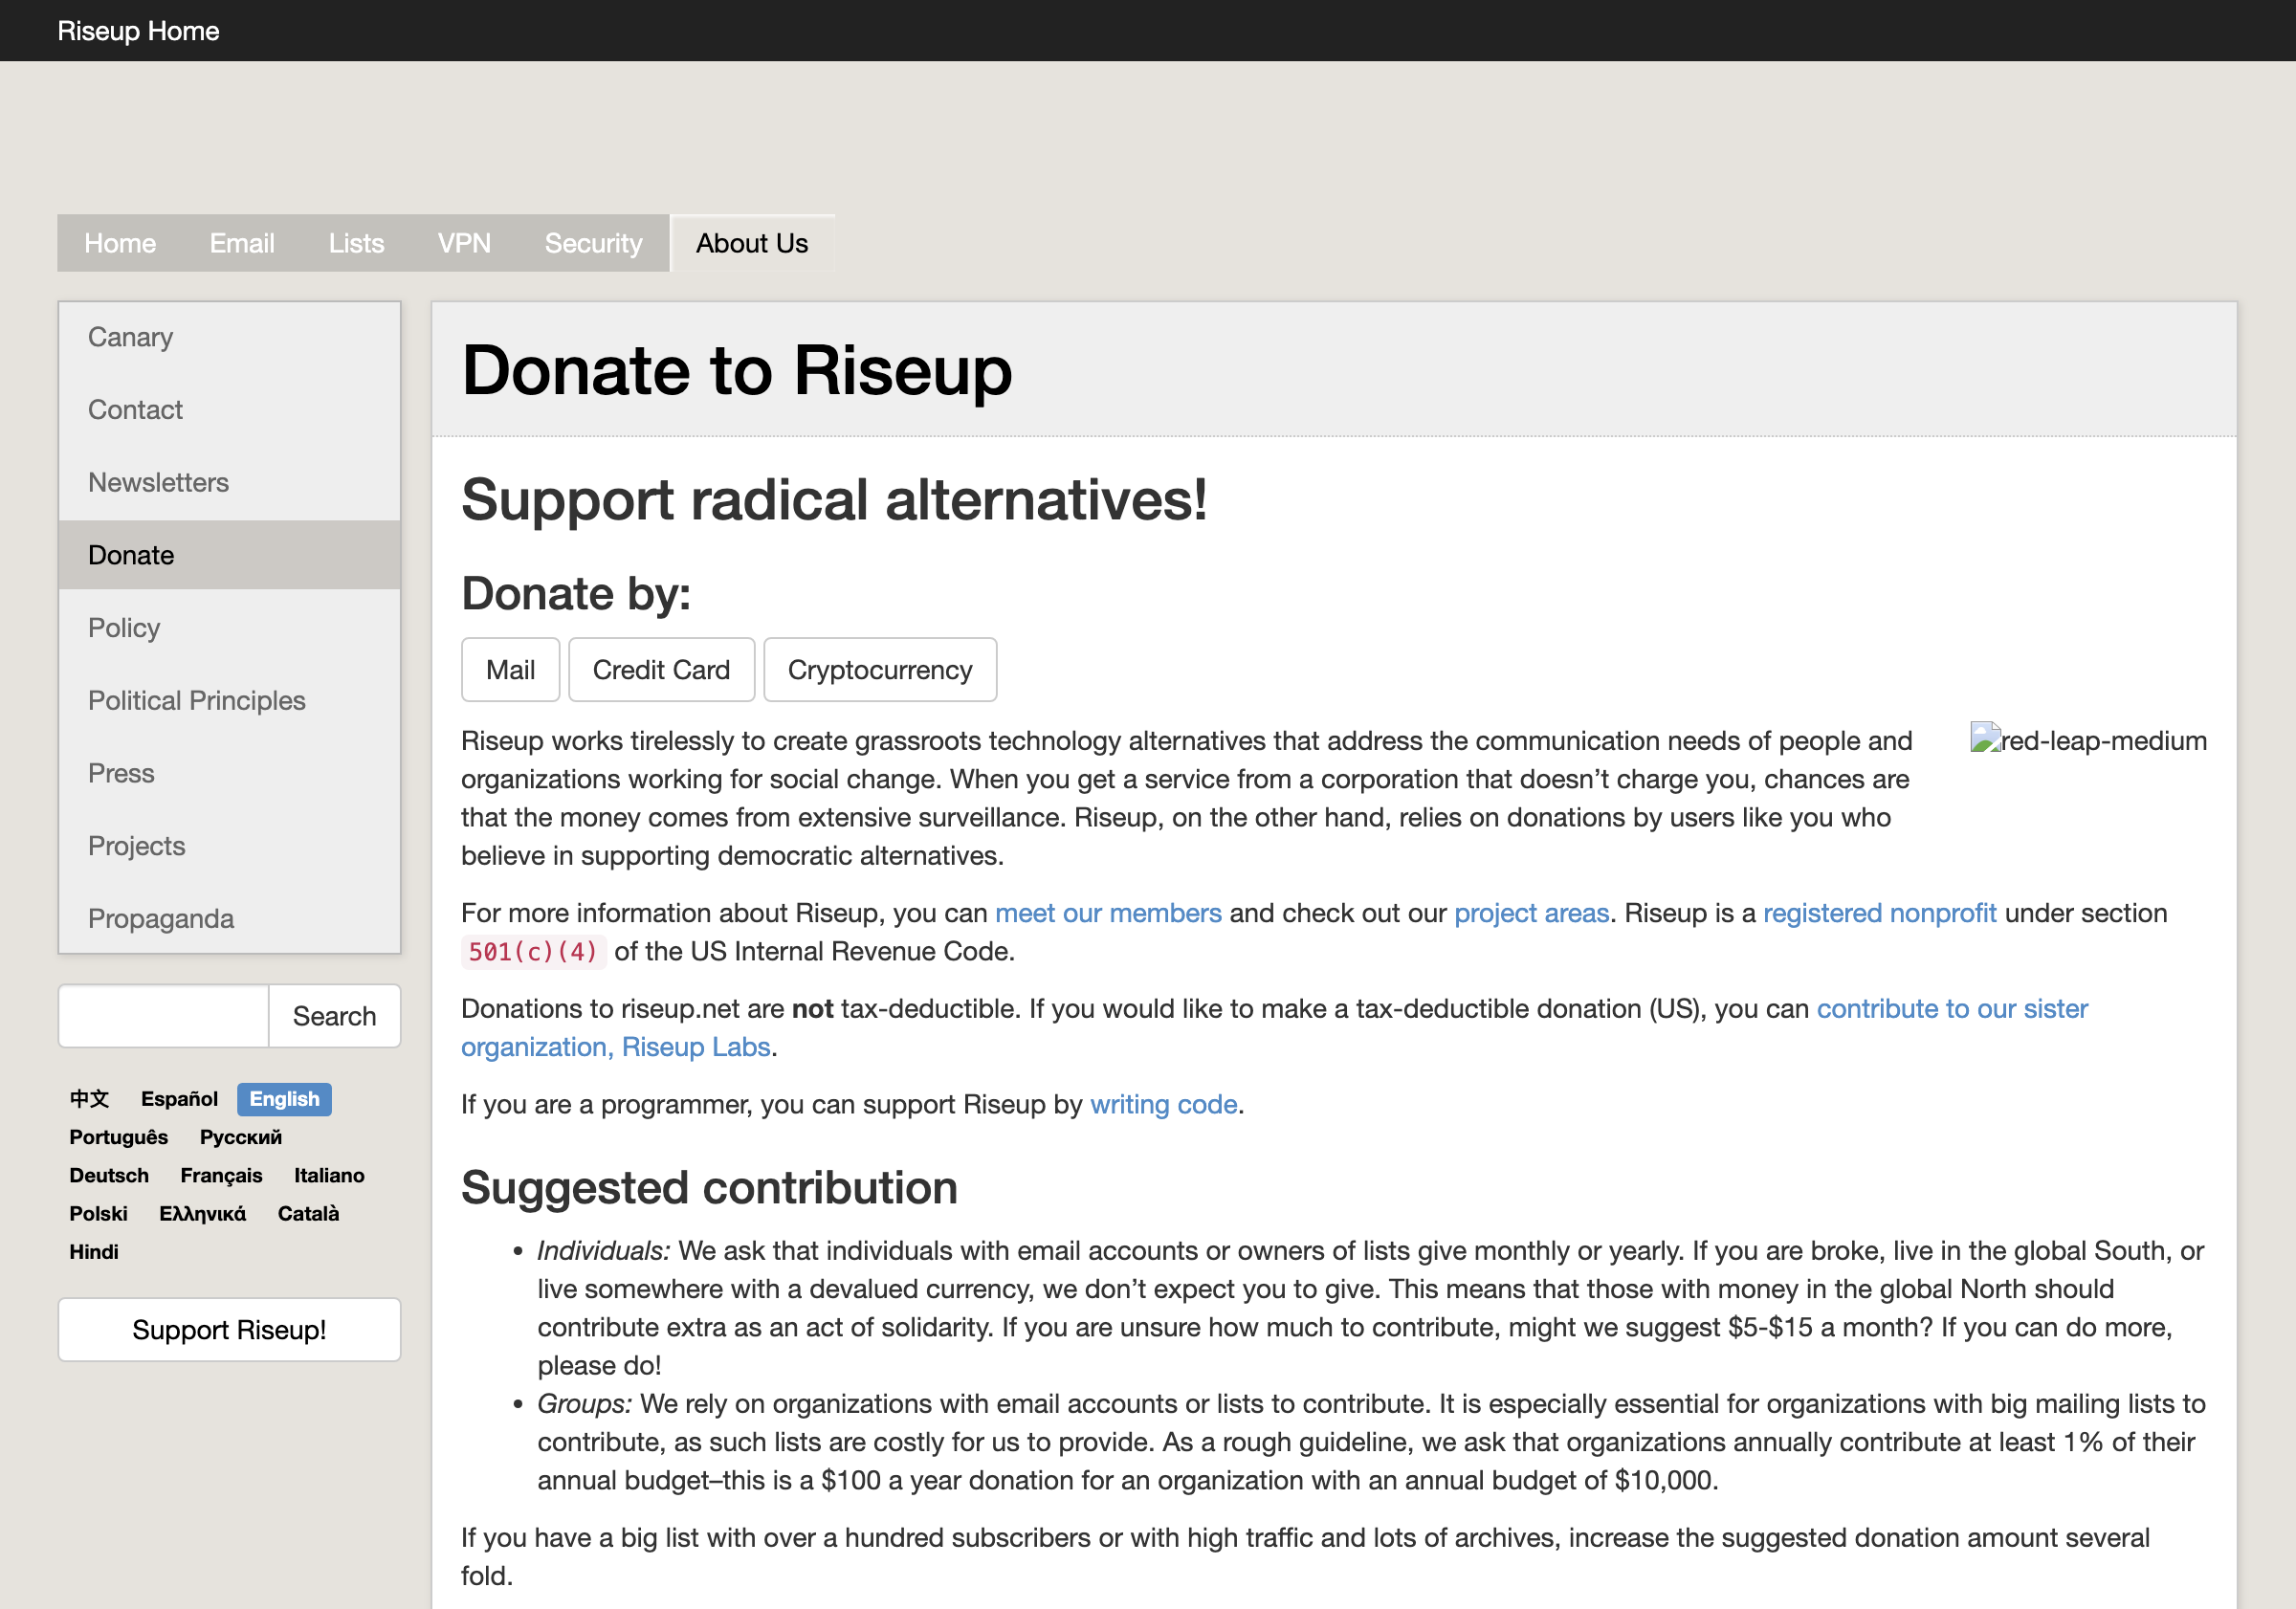 Riseup Home
Home Email Lists VPN Security About Us
Canary
Contact
Newsletters
Donate
Policy
Political Principles
Press
Projects
Propaganda
Search
中文 Español English
Português Русский
Deutsch Français Italiano
Polski Ελληνικά Català
Hindi
Support Riseup!
Donate to Riseup
Support radical alternatives!
Donate by:
Mail Credit Card Cryptocurrency
red-leap-medium
Riseup works tirelessly to create grassroots technology alternatives that address the communication needs of people and
organizations working for social change. When you get a service from a corporation that doesn’t charge you, chances are
that the money comes from extensive surveillance. Riseup, on the other hand, relies on donations by users like you who
believe in supporting democratic alternatives.
For more information about Riseup, you can meet our members and check out our project areas. Riseup is a registered nonprofit under section
501(c)(4) of the US Internal Revenue Code.
Donations to riseup.net are not tax-deductible. If you would like to make a tax-deductible donation (US), you can contribute to our sister
organization, Riseup Labs.
If you are a programmer, you can support Riseup by writing code.
Suggested contribution
• Individuals: We ask that individuals with email accounts or owners of lists give monthly or yearly. If you are broke, live in the global South, or
live somewhere with a devalued currency, we don’t expect you to give. This means that those with money in the global North should
contribute extra as an act of solidarity. If you are unsure how much to contribute, might we suggest $5-$15 a month? If you can do more,
please do!
• Groups: We rely on organizations with email accounts or lists to contribute. It is especially essential for organizations with big mailing lists to
contribute, as such lists are costly for us to provide. As a rough guideline, we ask that organizations annually contribute at least 1% of their
annual budget–this is a $100 a year donation for an organization with an annual budget of $10,000.
If you have a big list with over a hundred subscribers or with high traffic and lots of archives, increase the suggested donation amount several
fold.